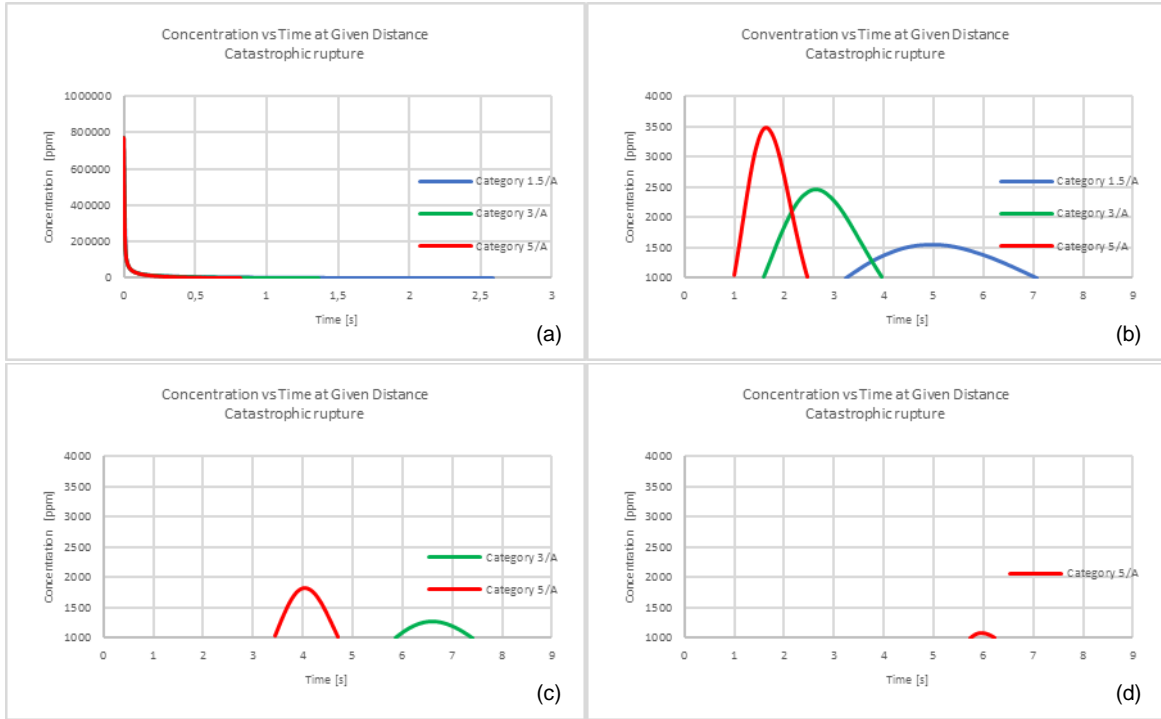 Concentration vs Time at Given Distance
Catastrophic rupture
Concentration [ppm]
1000000
800000
600000
400000
200000
0
Category 1.5/A
Category 3/A
Category 5/A
0 0,5 1 1,5 2 2,5 3
Time [s]
(a)
Conventration vs Time at Given Distance
Catastrophic rupture
Concentration [ppm]
4000
3500
3000
2500
2000
1500
1000
Category 1.5/A
Category 3/A
Category 5/A
0 1 2 3 4 5 6 7 8 9
Time [s]
(b)
Concentration vs Time at Given Distance
Catastrophic rupture
Concentration [ppm]
4000
3500
3000
2500
2000
1500
1000
Category 3/A
Category 5/A
0 1 2 3 4 5 6 7 8 9
Time [s]
(c)
Concentration vs Time at Given Distance
Catastrophic rupture
Concentration [ppm]
4000
3500
3000
2500
2000
1500
1000
Category 5/A
0 1 2 3 4 5 6 7 8 9
Time [s]
(d)